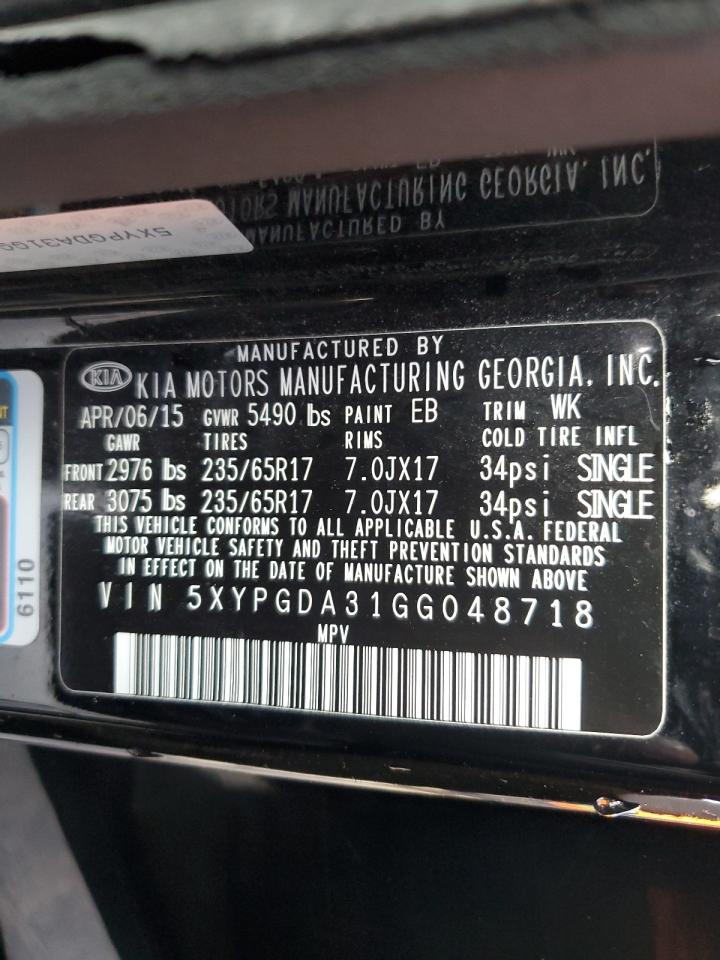 MANUFACTURED BY
KIA KIA MOTORS MANUFACTURING GEORGIA, INC.
APR/06/15 GVWR 5490 lbs PAINT EB TRIM WK
GAWR TIRES RIMS COLD TIRE INFL
FRONT 2976 lbs 235/65R17 7.0JX17 34psi SINGLE
REAR 3075 lbs 235/65R17 7.0JX17 34psi SINGLE
THIS VEHICLE CONFORMS TO ALL APPLICABLE U.S.A. FEDERAL
MOTOR VEHICLE SAFETY AND THEFT PREVENTION STANDARDS
IN EFFECT ON THE DATE OF MANUFACTURE SHOWN ABOVE
VIN 5XYPGDA31GG048718
MPV
6110